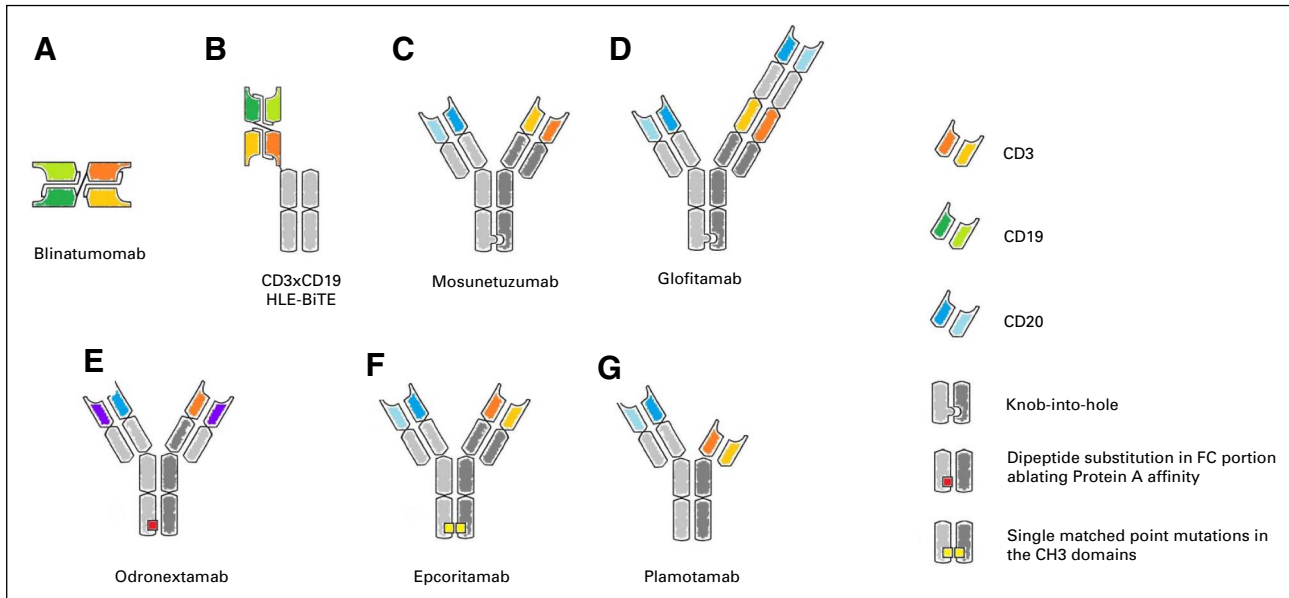 A
B
C
D
Blinatumomab
CD3xCD19
HLE-BiTE
Mosunetuzumab
Glofitamab
E
F
G
Odronextamab
Epcoritamab
Plamotamab
CD3
CD19
CD20
Knob-into-hole
Dipeptide substitution in FC portion
ablating Protein A affinity
Single matched point mutations in
the CH3 domains